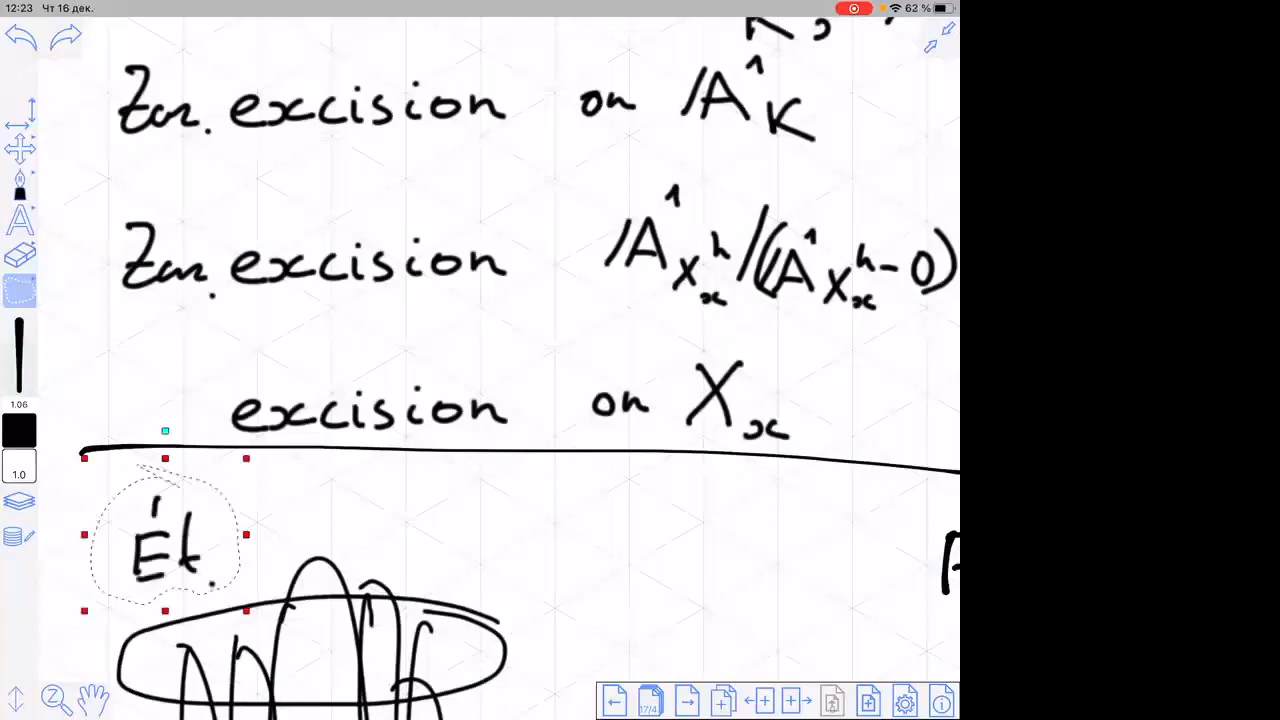 12:23 Чт 16 дек. 62 %
Zar. excision on /A¹K
Zar. excision /A¹Xₓʰ/(/A¹Xₓʰ-0)
excision on Xₓ
1.06
1.0
Ét.
17/4